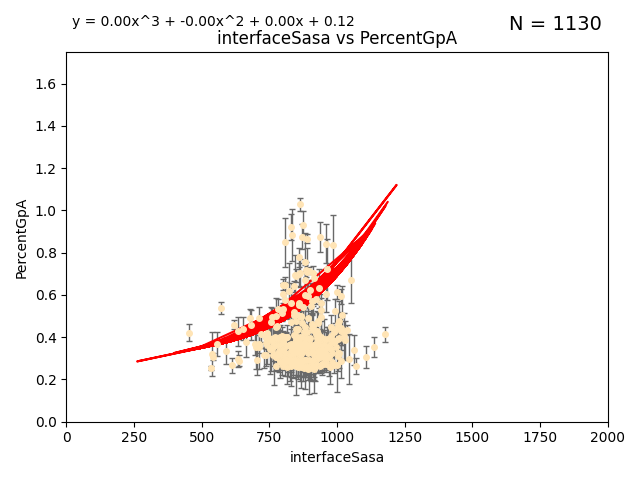 y = 0.00x^3 + -0.00x^2 + 0.00x + 0.12
N = 1130
interfaceSasa vs PercentGpA
PercentGpA
1.6
1.4
1.2
1.0
0.8
0.6
0.4
0.2
0.0
0 250 500 750 1000 1250 1500 1750 2000
interfaceSasa